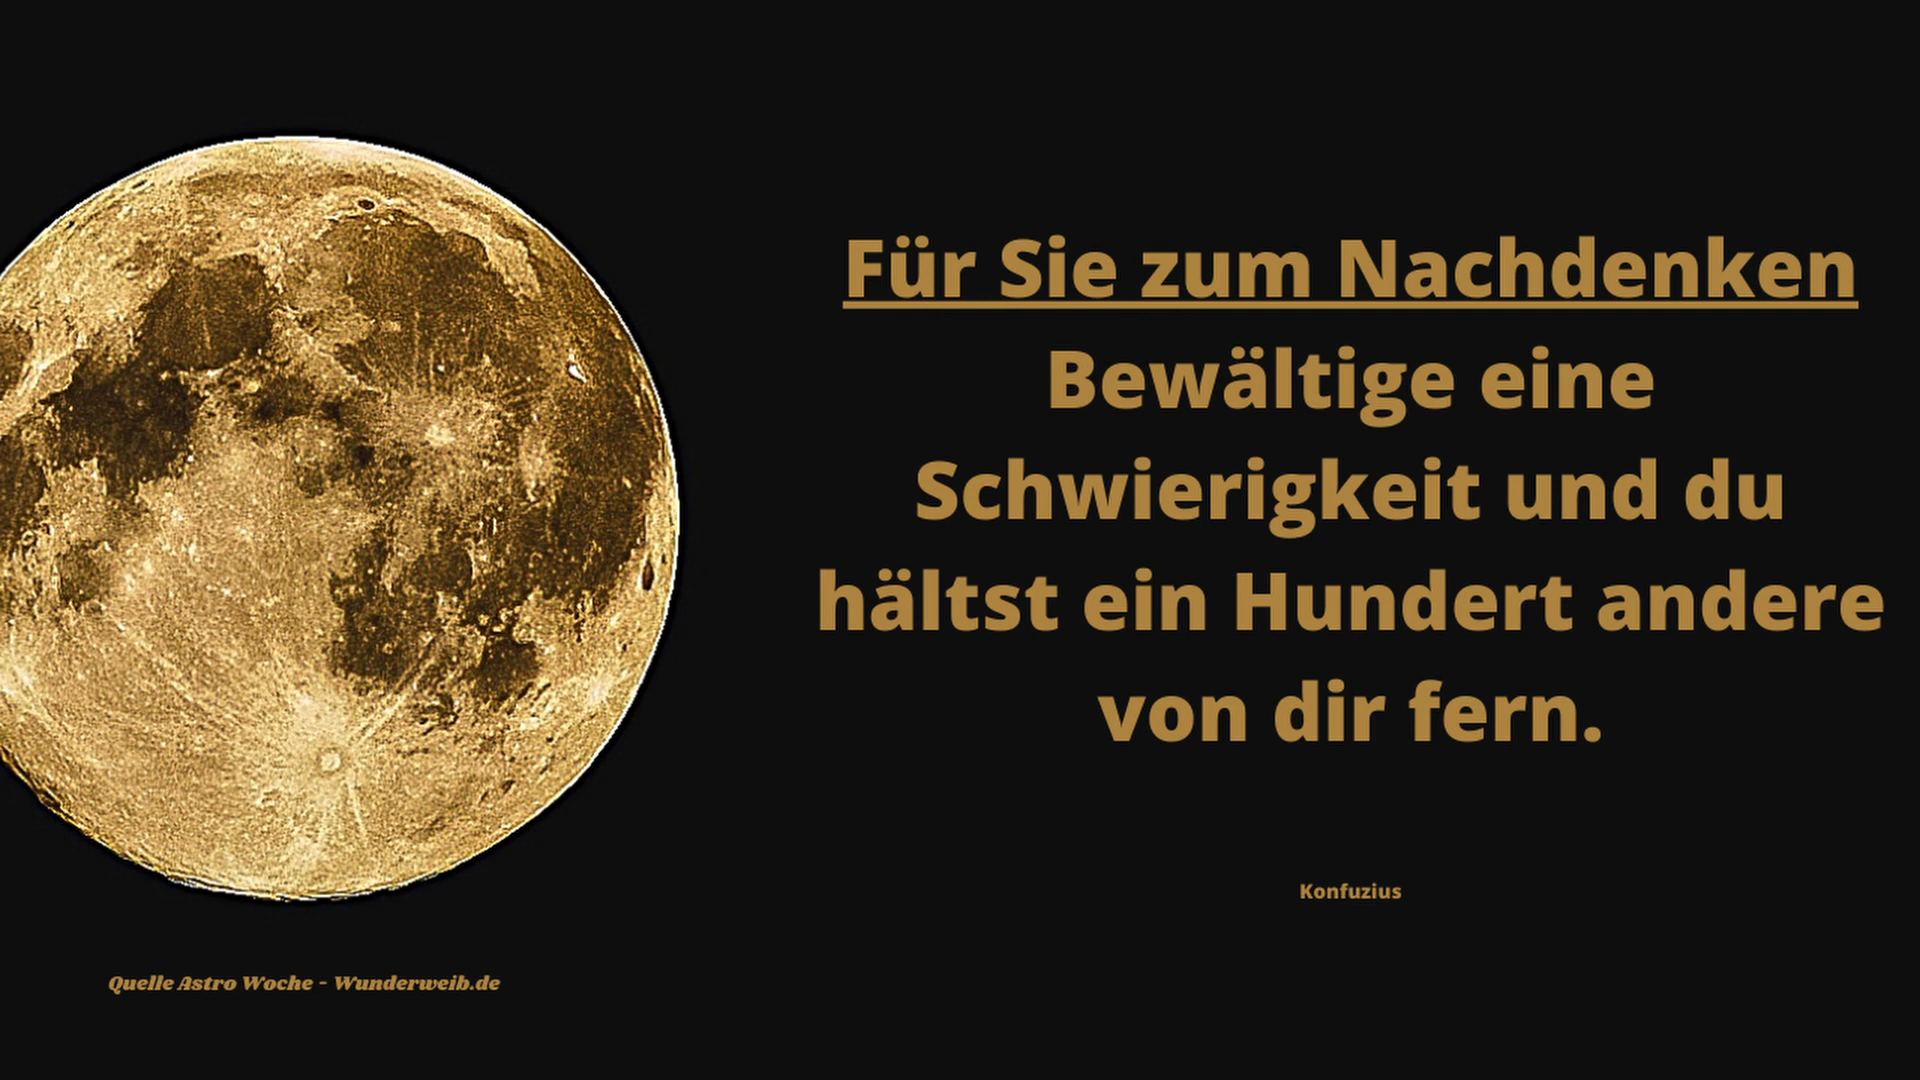 Für Sie zum Nachdenken
Bewältige eine
Schwierigkeit und du
hältst ein Hundert andere
von dir fern.
Konfuzius
Quelle Astro Woche - Wunderweib.de